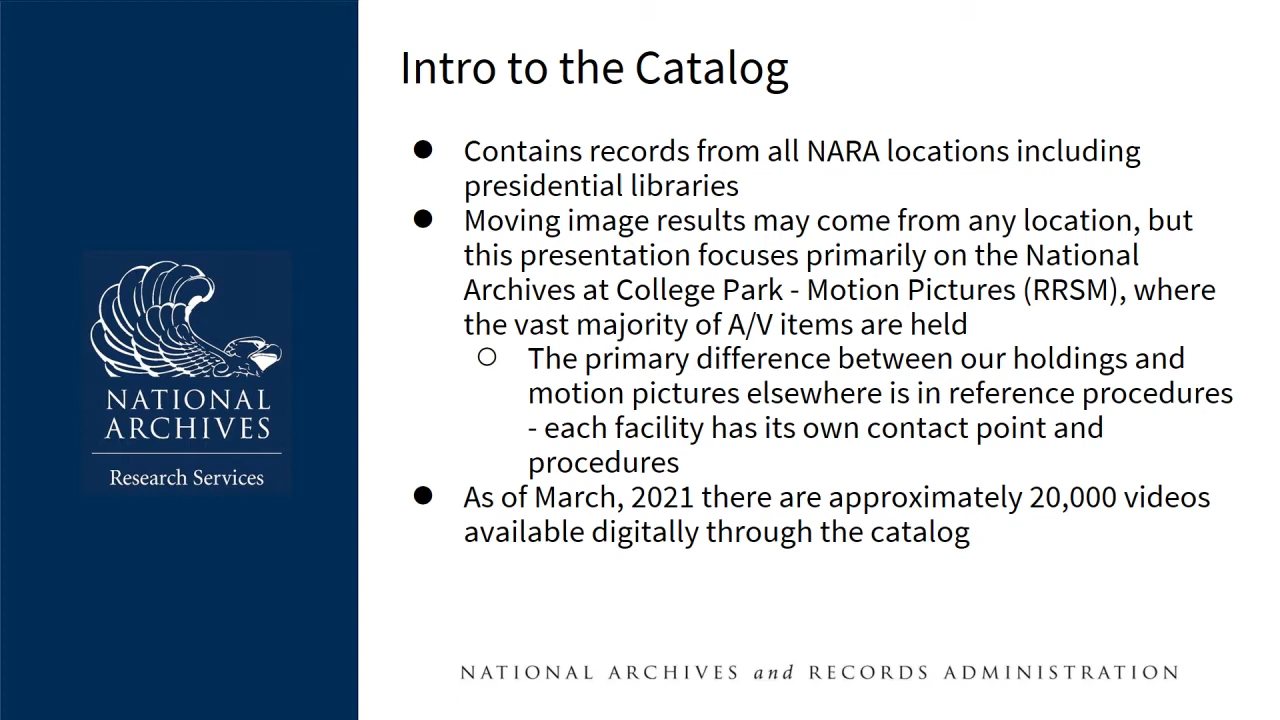 Intro to the Catalog
● Contains records from all NARA locations including
presidential libraries
● Moving image results may come from any location, but
this presentation focuses primarily on the National
Archives at College Park - Motion Pictures (RRSM), where
the vast majority of A/V items are held
○ The primary difference between our holdings and
motion pictures elsewhere is in reference procedures
- each facility has its own contact point and
procedures
● As of March, 2021 there are approximately 20,000 videos
available digitally through the catalog
NATIONAL
ARCHIVES
Research Services
NATIONAL ARCHIVES and RECORDS ADMINISTRATION